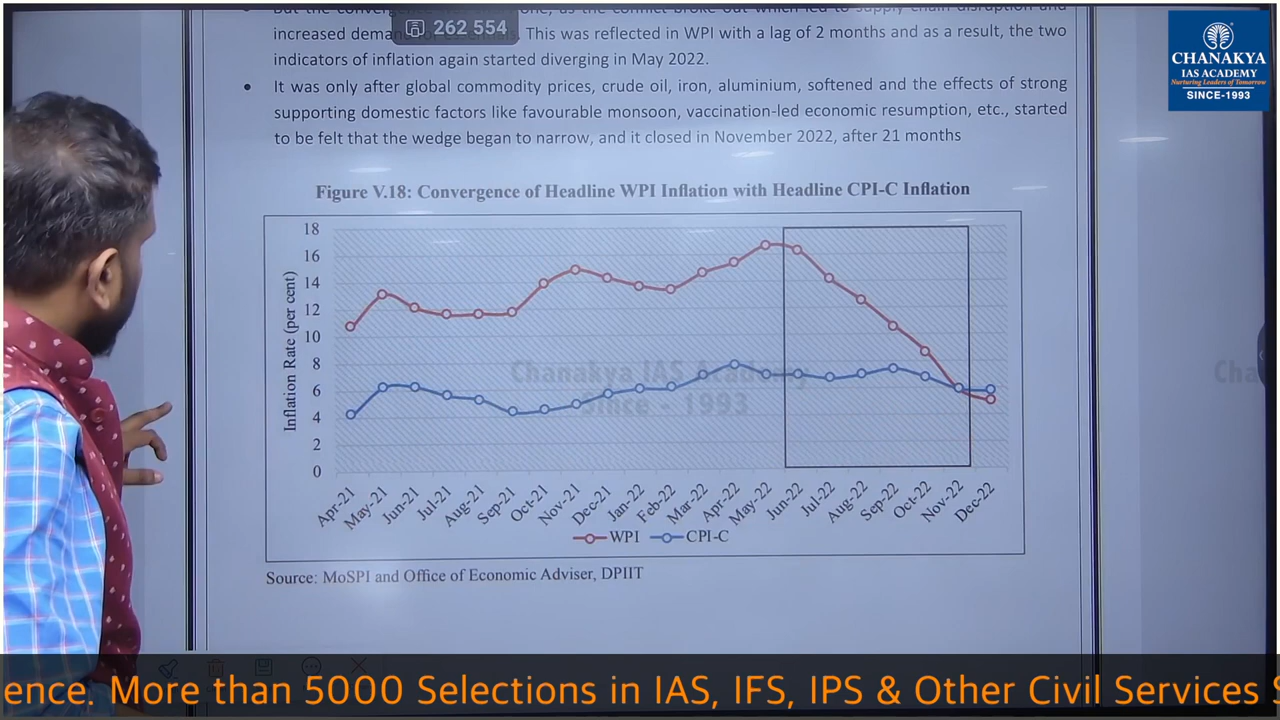 262 554
increased deman This was reflected in WPI with a lag of 2 months and as a result, the two
indicators of inflation again started diverging in May 2022.
• It was only after global commodity prices, crude oil, iron, aluminium, softened and the effects of strong
supporting domestic factors like favourable monsoon, vaccination-led economic resumption, etc., started
to be felt that the wedge began to narrow, and it closed in November 2022, after 21 months
CHANAKYA
IAS ACADEMY
Nurturing Leaders of Tomorrow
SINCE-1993
Figure V.18: Convergence of Headline WPI Inflation with Headline CPI-C Inflation
Inflation Rate (per cent)
18
16
14
12
10
8
6
4
2
0
Chanakya IAS Academy
Since - 1993
Cha
Apr-21
May-21
Jun-21
Jul-21
Aug-21
Sep-21
Oct-21
Nov-21
Dec-21
Jan-22
Feb-22
Mar-22
Apr-22
May-22
Jun-22
Jul-22
Aug-22
Sep-22
Oct-22
Nov-22
Dec-22
WPI CPI-C
Source: MoSPI and Office of Economic Adviser, DPIIT
ence. More than 5000 Selections in IAS, IFS, IPS & Other Civil Services